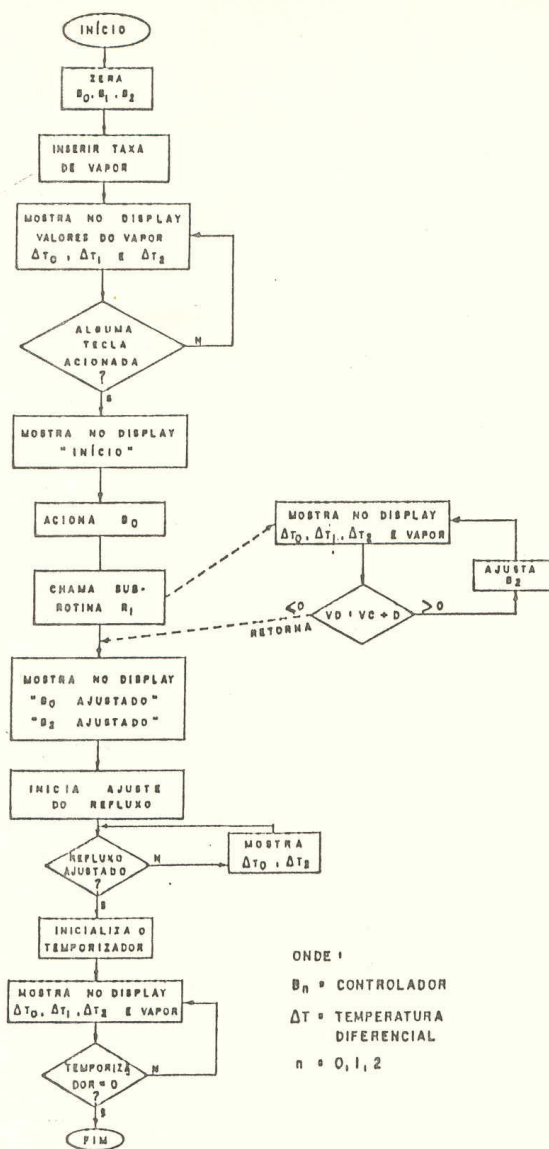 INÍCIO
ZERA
B0, B1, B2
INSERIR TAXA
DE VAPOR
MOSTRA NO DISPLAY
VALORES DO VAPOR
ΔT0, ΔT1 E ΔT2
ALGUMA
TECLA
ACIONADA
?
N
S
MOSTRA NO DISPLAY
"INÍCIO"
ACIONA B0
CHAMA SUB-
ROTINA R1
MOSTRA NO DISPLAY
ΔT0, ΔT1, ΔT2 E VAPOR
AJUSTA
B2
VD : VC + D
≤0
>0
RETORNA
MOSTRA NO DISPLAY
"B0 AJUSTADO"
"B2 AJUSTADO"
INICIA AJUSTE
DO REFLUXO
REFLUXO
AJUSTADO
?
N
MOSTRA
ΔT0, ΔT2
S
INICIALIZA O
TEMPORIZADOR
MOSTRA NO DISPLAY
ΔT0, ΔT1, ΔT2 E VAPOR
TEMPORIZA
DOR = 0
?
N
S
FIM
ONDE :
Bn = CONTROLADOR
ΔT = TEMPERATURA
DIFERENCIAL
n = 0, 1, 2